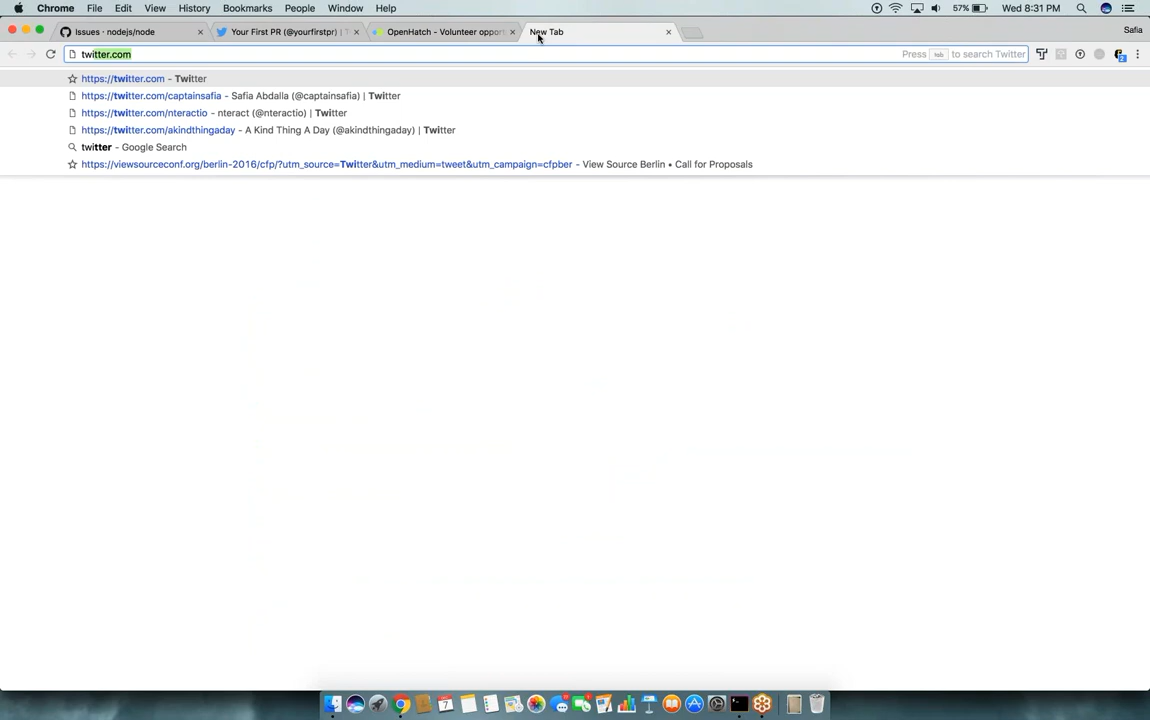 Chrome File Edit View History Bookmarks People Window Help 57% Wed 8:31 PM
Issues · nodejs/node Your First PR (@yourfirstpr) | T OpenHatch - Volunteer opport New Tab Safia
twitter.com Press tab to search Twitter 2
https://twitter.com - Twitter
https://twitter.com/captainsafia - Safia Abdalla (@captainsafia) | Twitter
https://twitter.com/nteractio - nteract (@nteractio) | Twitter
https://twitter.com/akindthingaday - A Kind Thing A Day (@akindthingaday) | Twitter
twitter - Google Search
https://viewsourceconf.org/berlin-2016/cfp/?utm_source=Twitter&utm_medium=tweet&utm_campaign=cfpber - View Source Berlin • Call for Proposals
7